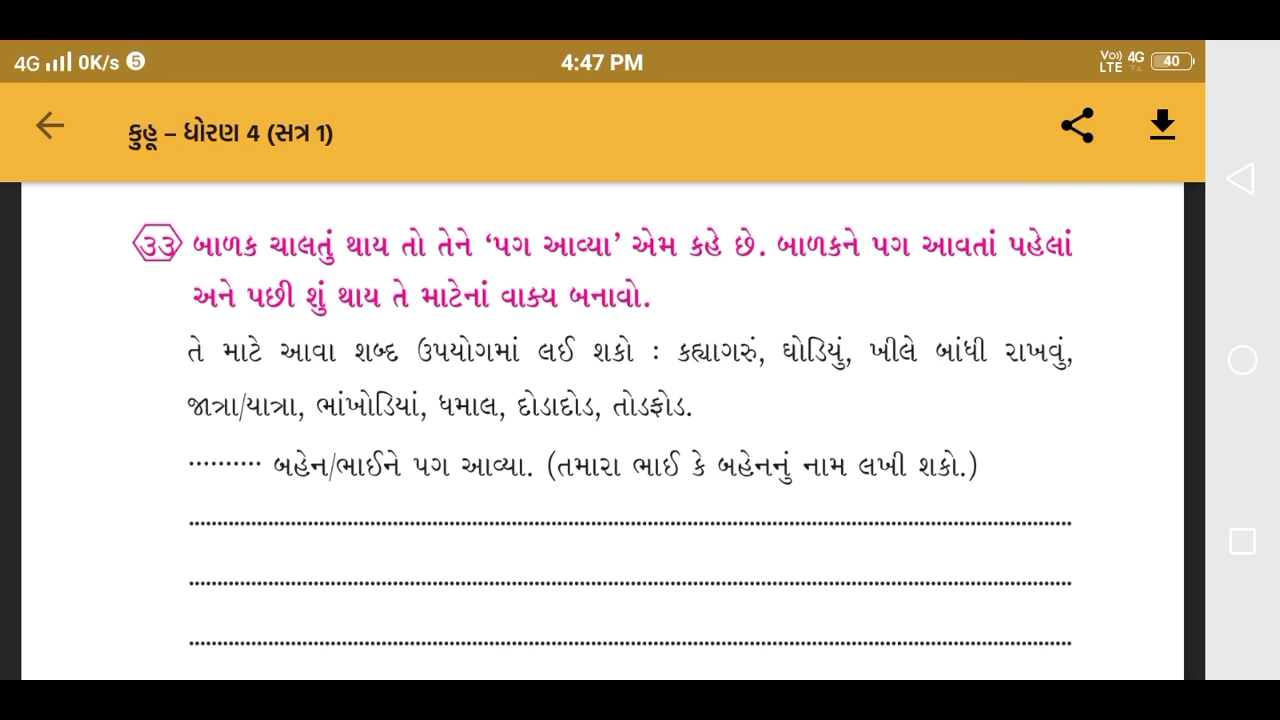 4G 0K/s 5 4:47 PM Vo)) LTE 4G 40
કુહૂ – ધોરણ 4 (સત્ર 1)
૩૩ બાળક ચાલતું થાય તો તેને ‘પગ આવ્યા’ એમ કહે છે. બાળકને પગ આવતાં પહેલાં
અને પછી શું થાય તે માટેનાં વાક્ય બનાવો.
તે માટે આવા શબ્દ ઉપયોગમાં લઈ શકો : કહ્યાગરું, ઘોડિયું, ખીલે બાંધી રાખવું,
જાત્રા/યાત્રા, ભાંખોડિયાં, ધમાલ, દોડાદોડ, તોડફોડ.
.......... બહેન/ભાઈને પગ આવ્યા. (તમારા ભાઈ કે બહેનનું નામ લખી શકો.)